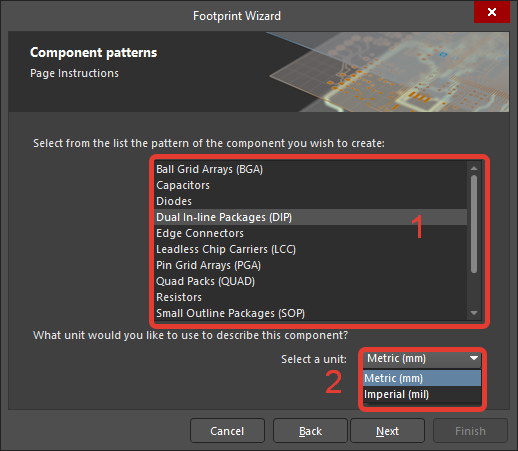 Footprint Wizard
Component patterns
Page Instructions
Select from the list the pattern of the component you wish to create:
Ball Grid Arrays (BGA)
Capacitors
Diodes
Dual In-line Packages (DIP)
1
Edge Connectors
Leadless Chip Carriers (LCC)
Pin Grid Arrays (PGA)
Quad Packs (QUAD)
Resistors
Small Outline Packages (SOP)
What unit would you like to use to describe this component?
Select a unit: Metric (mm)
2 Metric (mm)
Imperial (mil)
Cancel Back Next Finish